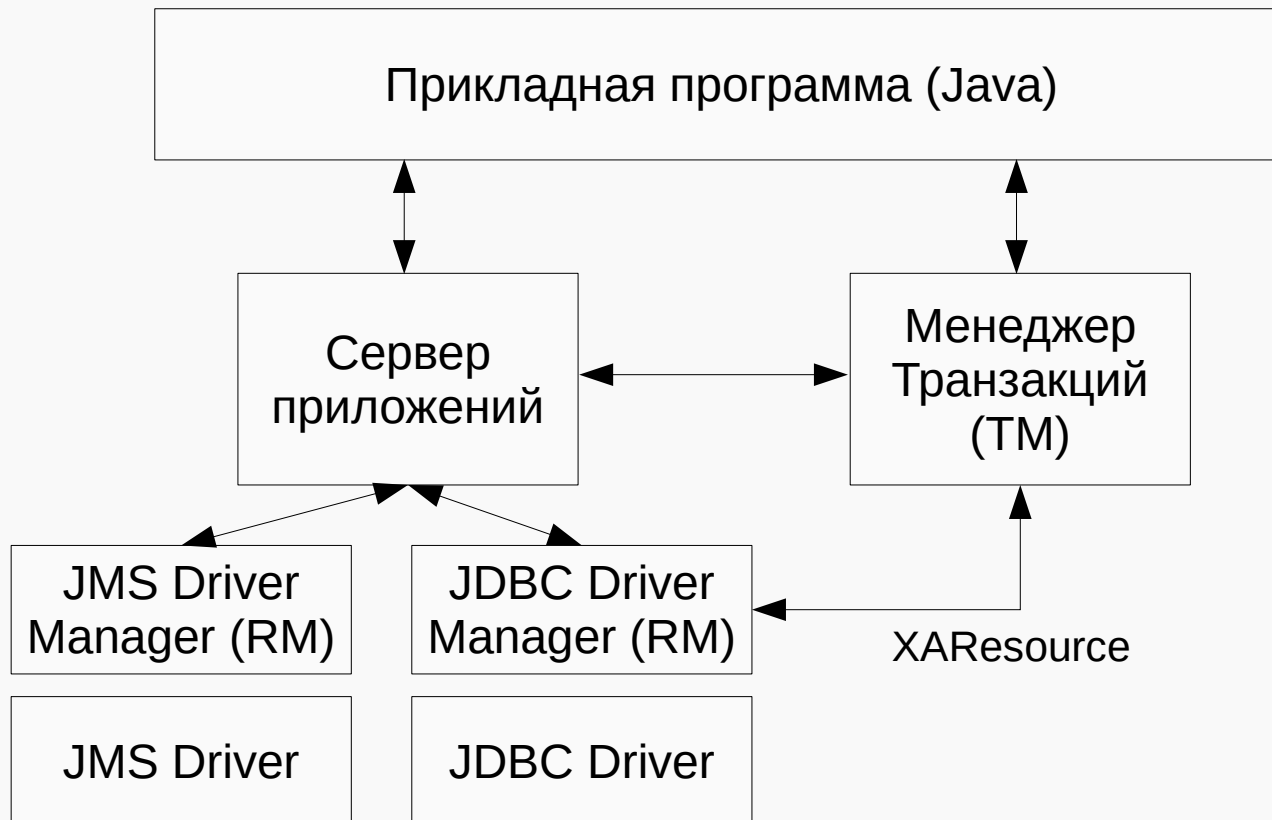 Прикладная программа (Java)
Сервер
приложений
Менеджер
Транзакций
(TM)
JMS Driver
Manager (RM)
JDBC Driver
Manager (RM)
XAResource
JMS Driver
JDBC Driver